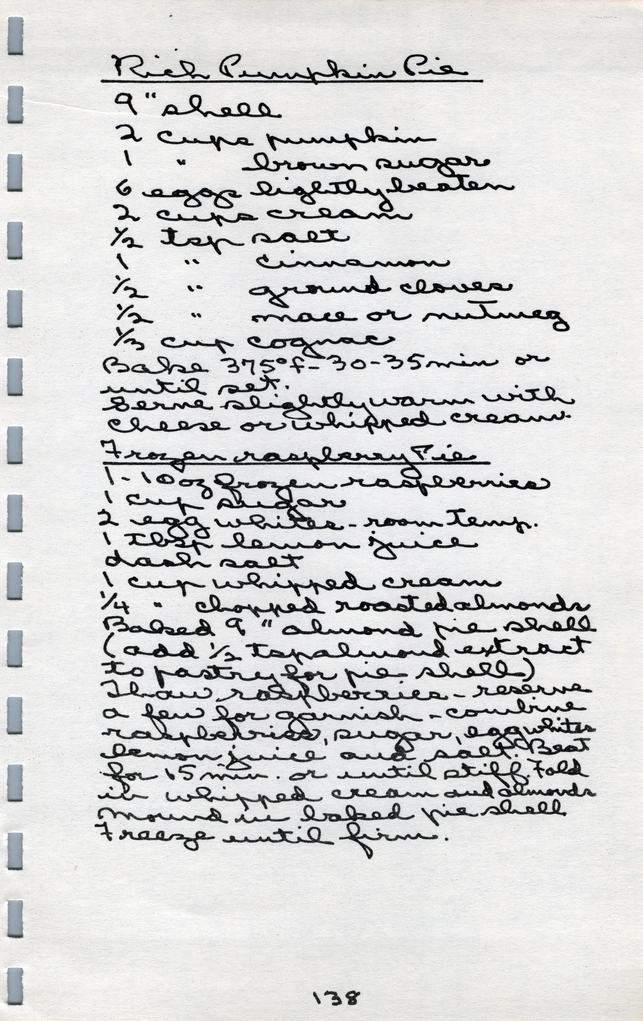 Rich Pumpkin Pie
9" shell
2 cups pumpkin
1 " brown sugar
6 eggs lightly beaten
2 cups cream
1/2 tsp salt
1 " cinnamon
1/2 " ground cloves
1/2 " mace or nutmeg
1/3 cup cognac
Bake 375°f - 30-35 min or
until set.
Serve slightly warm with
cheese or whipped cream.
Frozen raspberry Pie
1 - 10 oz frozen raspberries
1 cup sugar
2 egg whites - room temp.
1 tbsp lemon juice
dash salt
1 cup whipped cream
1/4 " chopped roasted almonds
Baked 9" almond pie shell
(add 1/2 tsp almond extract
to pastry for pie shell)
Thaw raspberries - reserve
a few for garnish - combine
raspberries, sugar, egg whites
lemon juice and salt. Beat
for 15 min. or until stiff. Fold
in whipped cream and almonds
Mound in baked pie shell
Freeze until firm.
138